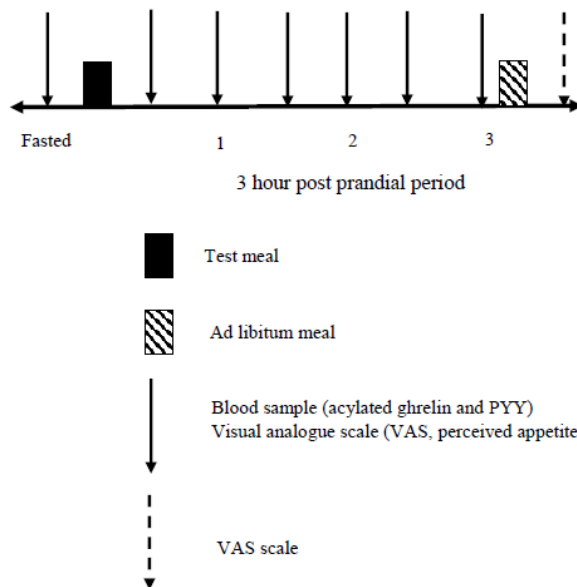 Fasted 1 2 3
3 hour post prandial period
Test meal
Ad libitum meal
Blood sample (acylated ghrelin and PYY)
Visual analogue scale (VAS, perceived appetite
VAS scale